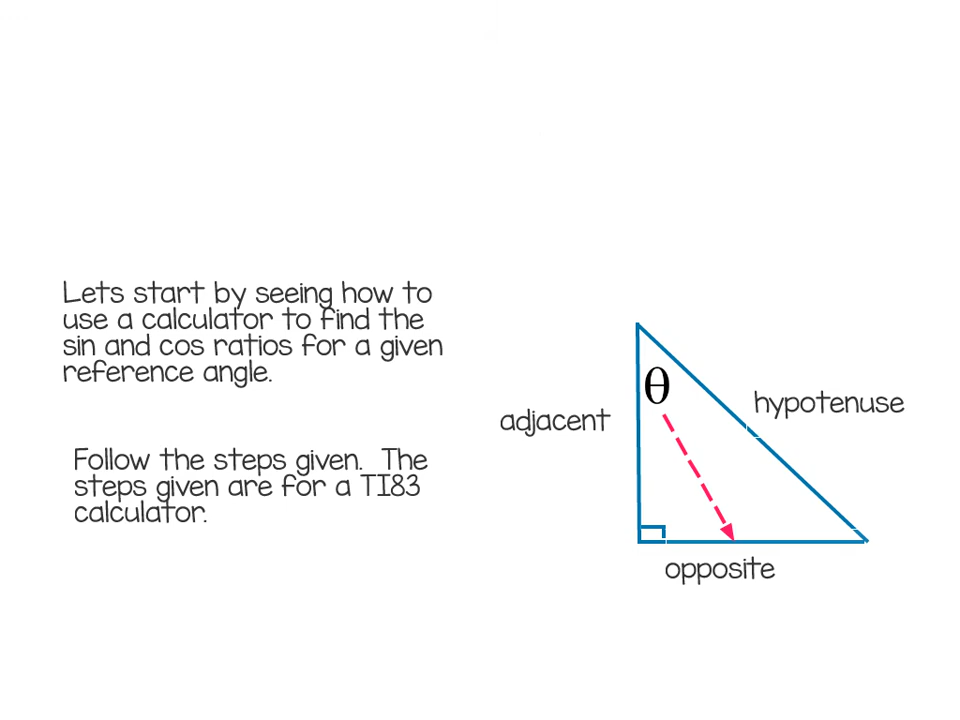 Lets start by seeing how to
use a calculator to find the
sin and cos ratios for a given
reference angle.
Follow the steps given.  The
steps given are for a TI83
calculator.
θ
adjacent
hypotenuse
opposite